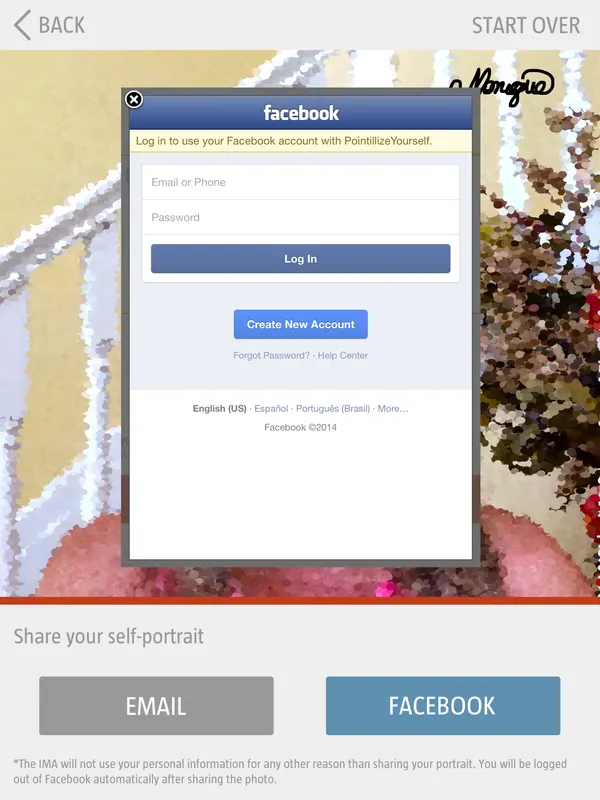 BACK
START OVER
facebook
Log in to use your Facebook account with PointillizeYourself.
Email or Phone
Password
Log In
Create New Account
Forgot Password? · Help Center
English (US) · Español · Português (Brasil) · More...
Facebook ©2014
Share your self-portrait
EMAIL
FACEBOOK
*The IMA will not use your personal information for any other reason than sharing your portrait. You will be logged
out of Facebook automatically after sharing the photo.